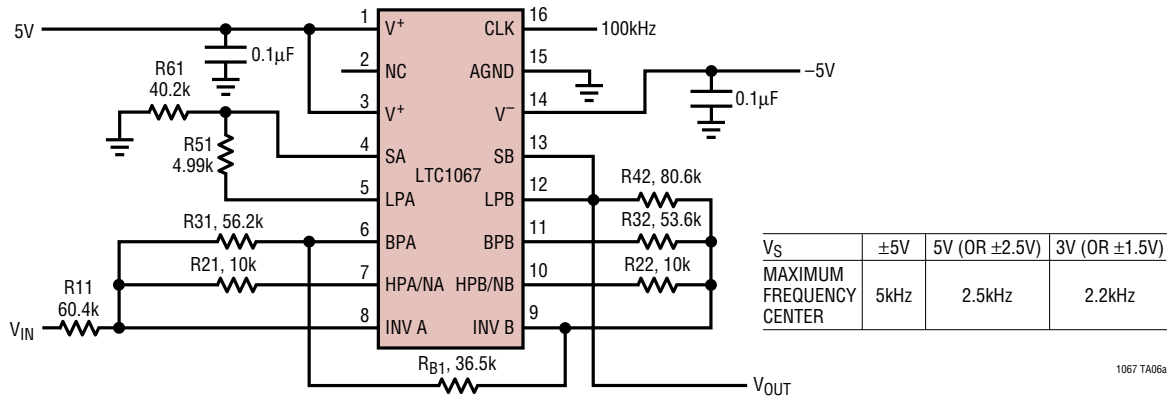 5V
0.1µF
R61
40.2k
R51
4.99k
R31, 56.2k
R21, 10k
R11
60.4k
VIN
1
2
3
4
5
6
7
8
V+
NC
V+
SA
LPA
BPA
HPA/NA
INV A
LTC1067
CLK
AGND
V–
SB
LPB
BPB
HPB/NB
INV B
16
15
14
13
12
11
10
9
100kHz
–5V
0.1µF
R42, 80.6k
R32, 53.6k
R22, 10k
RB1, 36.5k
VOUT
VS ±5V 5V (OR ±2.5V) 3V (OR ±1.5V)
MAXIMUM
FREQUENCY 5kHz 2.5kHz 2.2kHz
CENTER
1067 TA06a